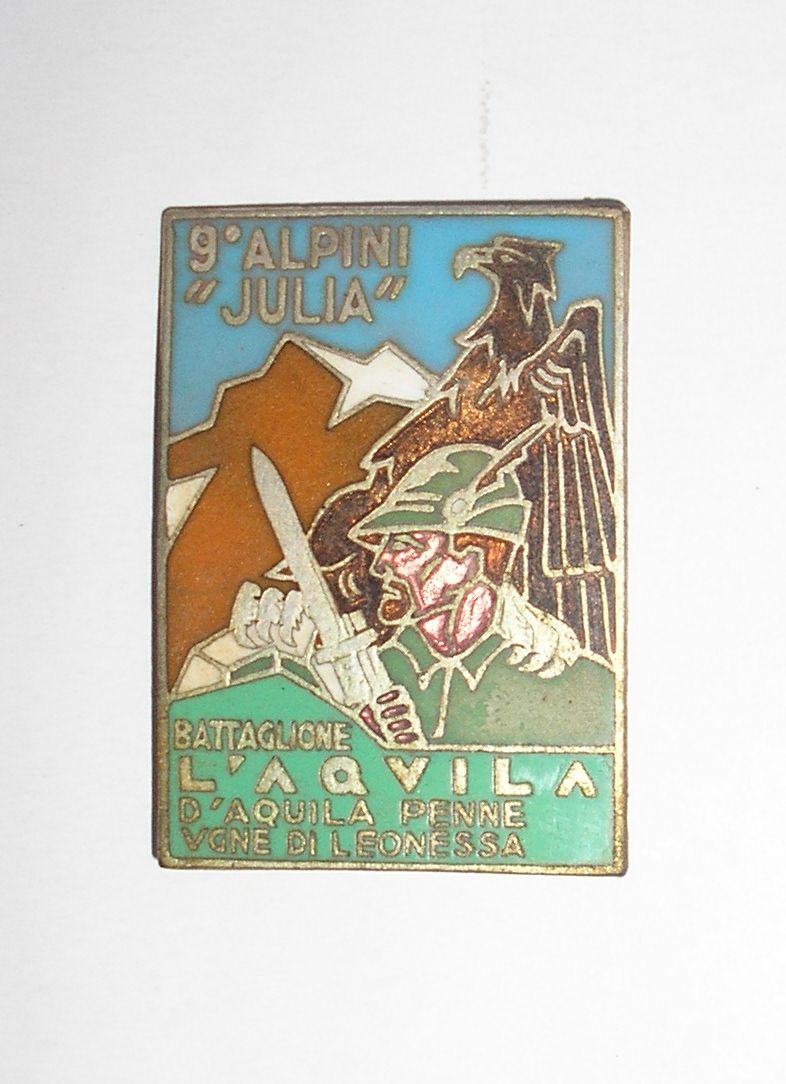 9° ALPINI
"JULIA"
BATTAGLIONE
L'AQVILA
D'AQUILA PENNE
VGNE DI LEONESSA